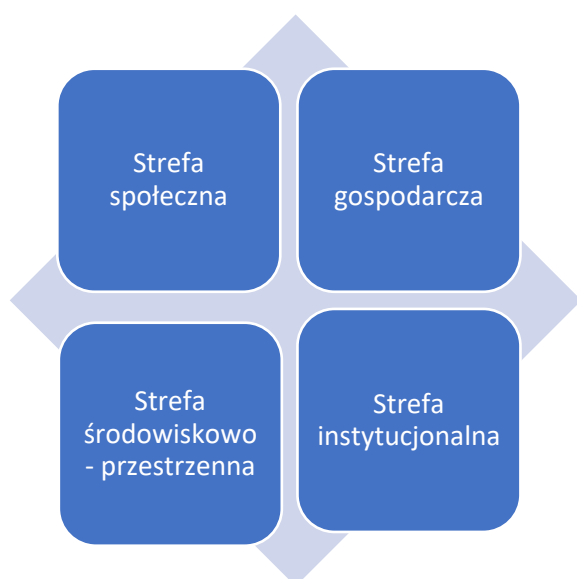 Strefa
społeczna
Strefa
gospodarcza
Strefa
środowiskowo
- przestrzenna
Strefa
instytucjonalna